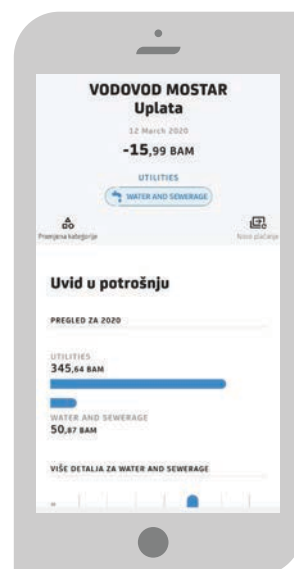 VODOVOD MOSTAR
Uplata
12 March 2020
-15,99 BAM
UTILITIES
WATER AND SEWERAGE
Promjena kategorije
Novo plaćanje
Uvid u potrošnju
PREGLED ZA 2020
UTILITIES
345,64 BAM
WATER AND SEWERAGE
50,87 BAM
VIŠE DETALJA ZA WATER AND SEWERAGE